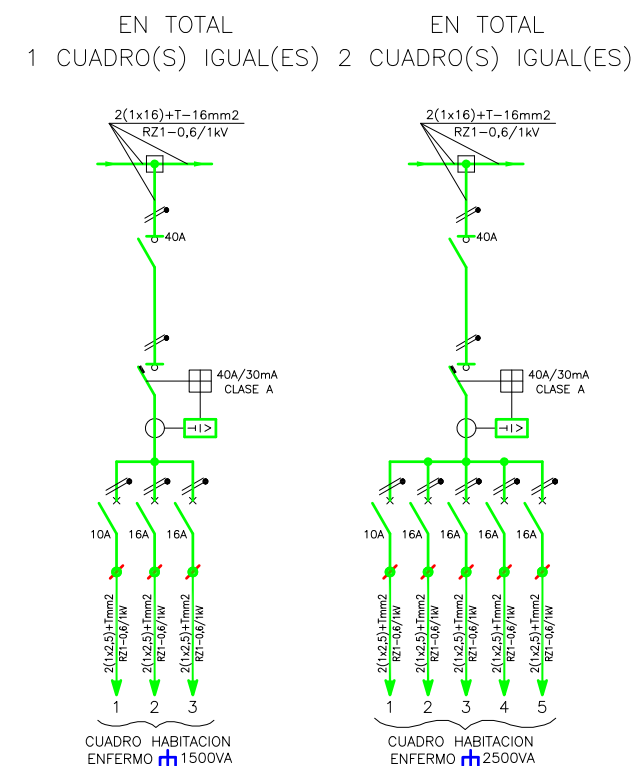 EN TOTAL
1 CUADRO(S) IGUAL(ES)
2(1x16)+T-16mm2
RZ1-0,6/1kV
40A
40A/30mA
CLASE A
10A
16A
16A
2(1x2,5)+Tmm2
RZ1-0,6/1kV
2(1x2,5)+Tmm2
RZ1-0,6/1kV
2(1x2,5)+Tmm2
RZ1-0,6/1kV
1
2
3
CUADRO HABITACION
ENFERMO 1500VA
EN TOTAL
2 CUADRO(S) IGUAL(ES)
2(1x16)+T-16mm2
RZ1-0,6/1kV
40A
40A/30mA
CLASE A
10A
16A
16A
16A
16A
2(1x2,5)+Tmm2
RZ1-0,6/1kV
2(1x2,5)+Tmm2
RZ1-0,6/1kV
2(1x2,5)+Tmm2
RZ1-0,6/1kV
2(1x2,5)+Tmm2
RZ1-0,6/1kV
2(1x2,5)+Tmm2
RZ1-0,6/1kV
1
2
3
4
5
CUADRO HABITACION
ENFERMO 2500VA